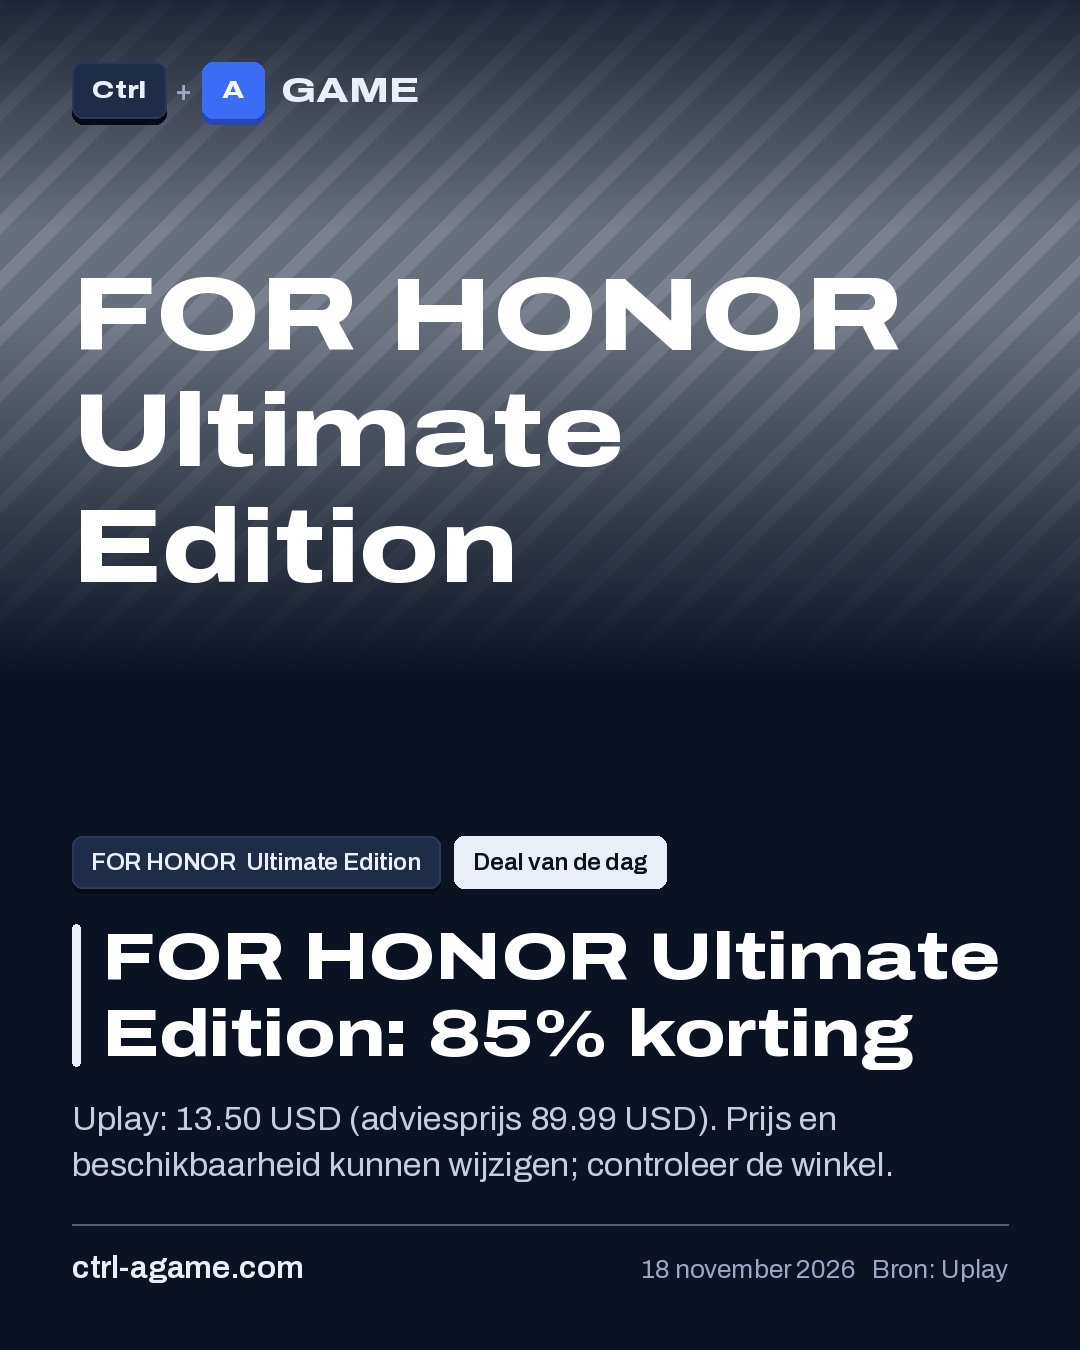 Ctrl + A GAME
FOR HONOR
Ultimate
Edition
FOR HONOR Ultimate Edition
Deal van de dag
FOR HONOR Ultimate
Edition: 85% korting
Uplay: 13.50 USD (adviesprijs 89.99 USD). Prijs en
beschikbaarheid kunnen wijzigen; controleer de winkel.
ctrl-agame.com
18 november 2026 Bron: Uplay